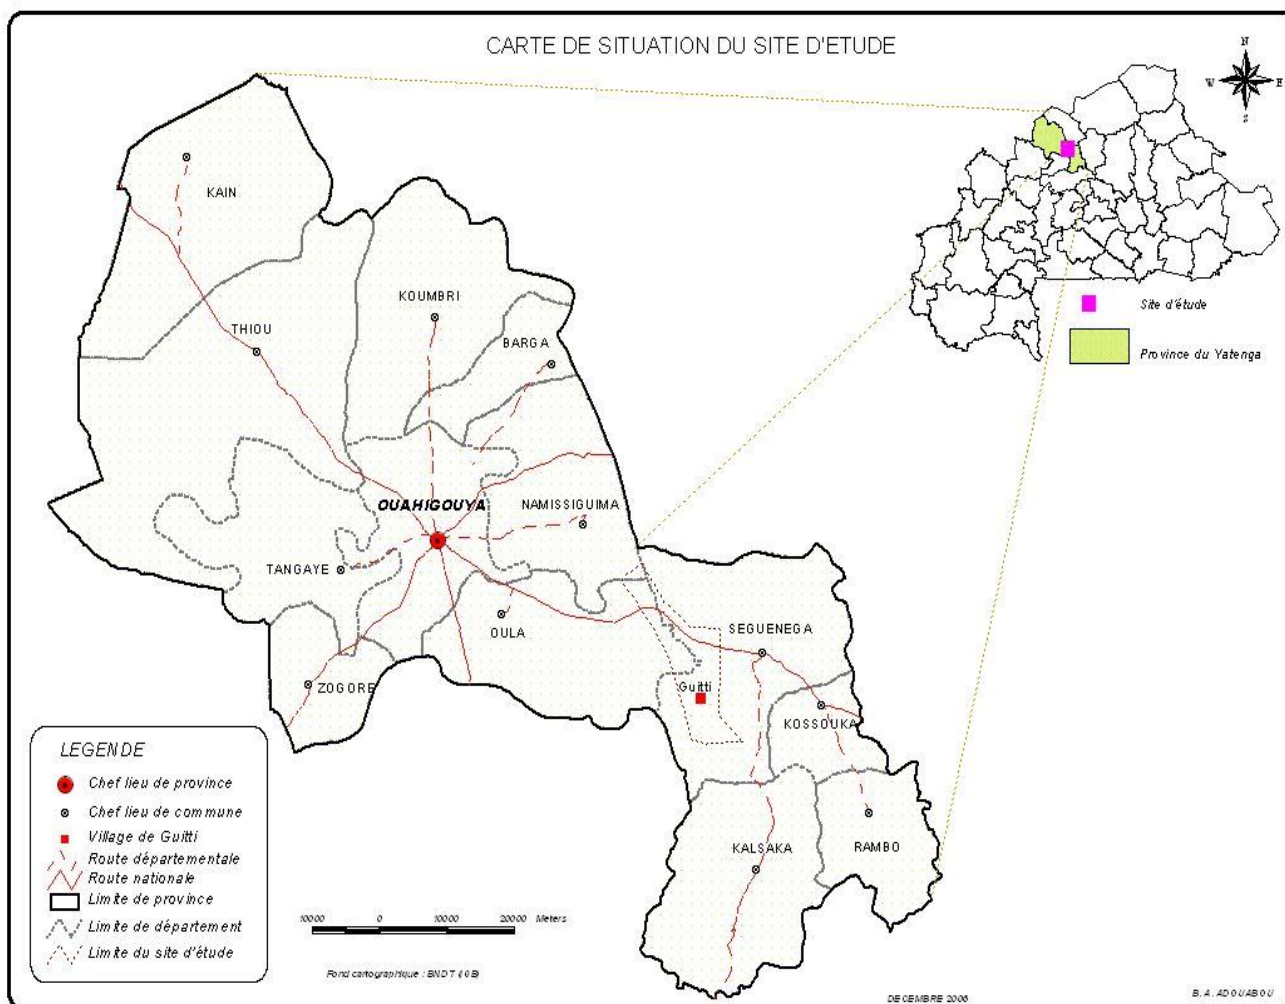 CARTE DE SITUATION DU SITE D'ETUDE
N
W E
S
KAIN
KOUMBRI
THIOU
BARGA
Site d'étude
Province du Yatenga
OUAHIGOUYA
NAMISSIGUIMA
TANGAYE
OULA
SEGUENEGA
ZOGORE
Guitti
KOSSOUKA
KALSAKA
RAMBO
LEGENDE
Chef lieu de province
Chef lieu de commune
Village de Guitti
Route départementale
Route nationale
Limite de province
Limite de département
Limite du site d'étude
10000 0 10000 20000 Meters
Fond cartographique : BNDT
DECEMBRE 2006
B. A. ADOUABOU